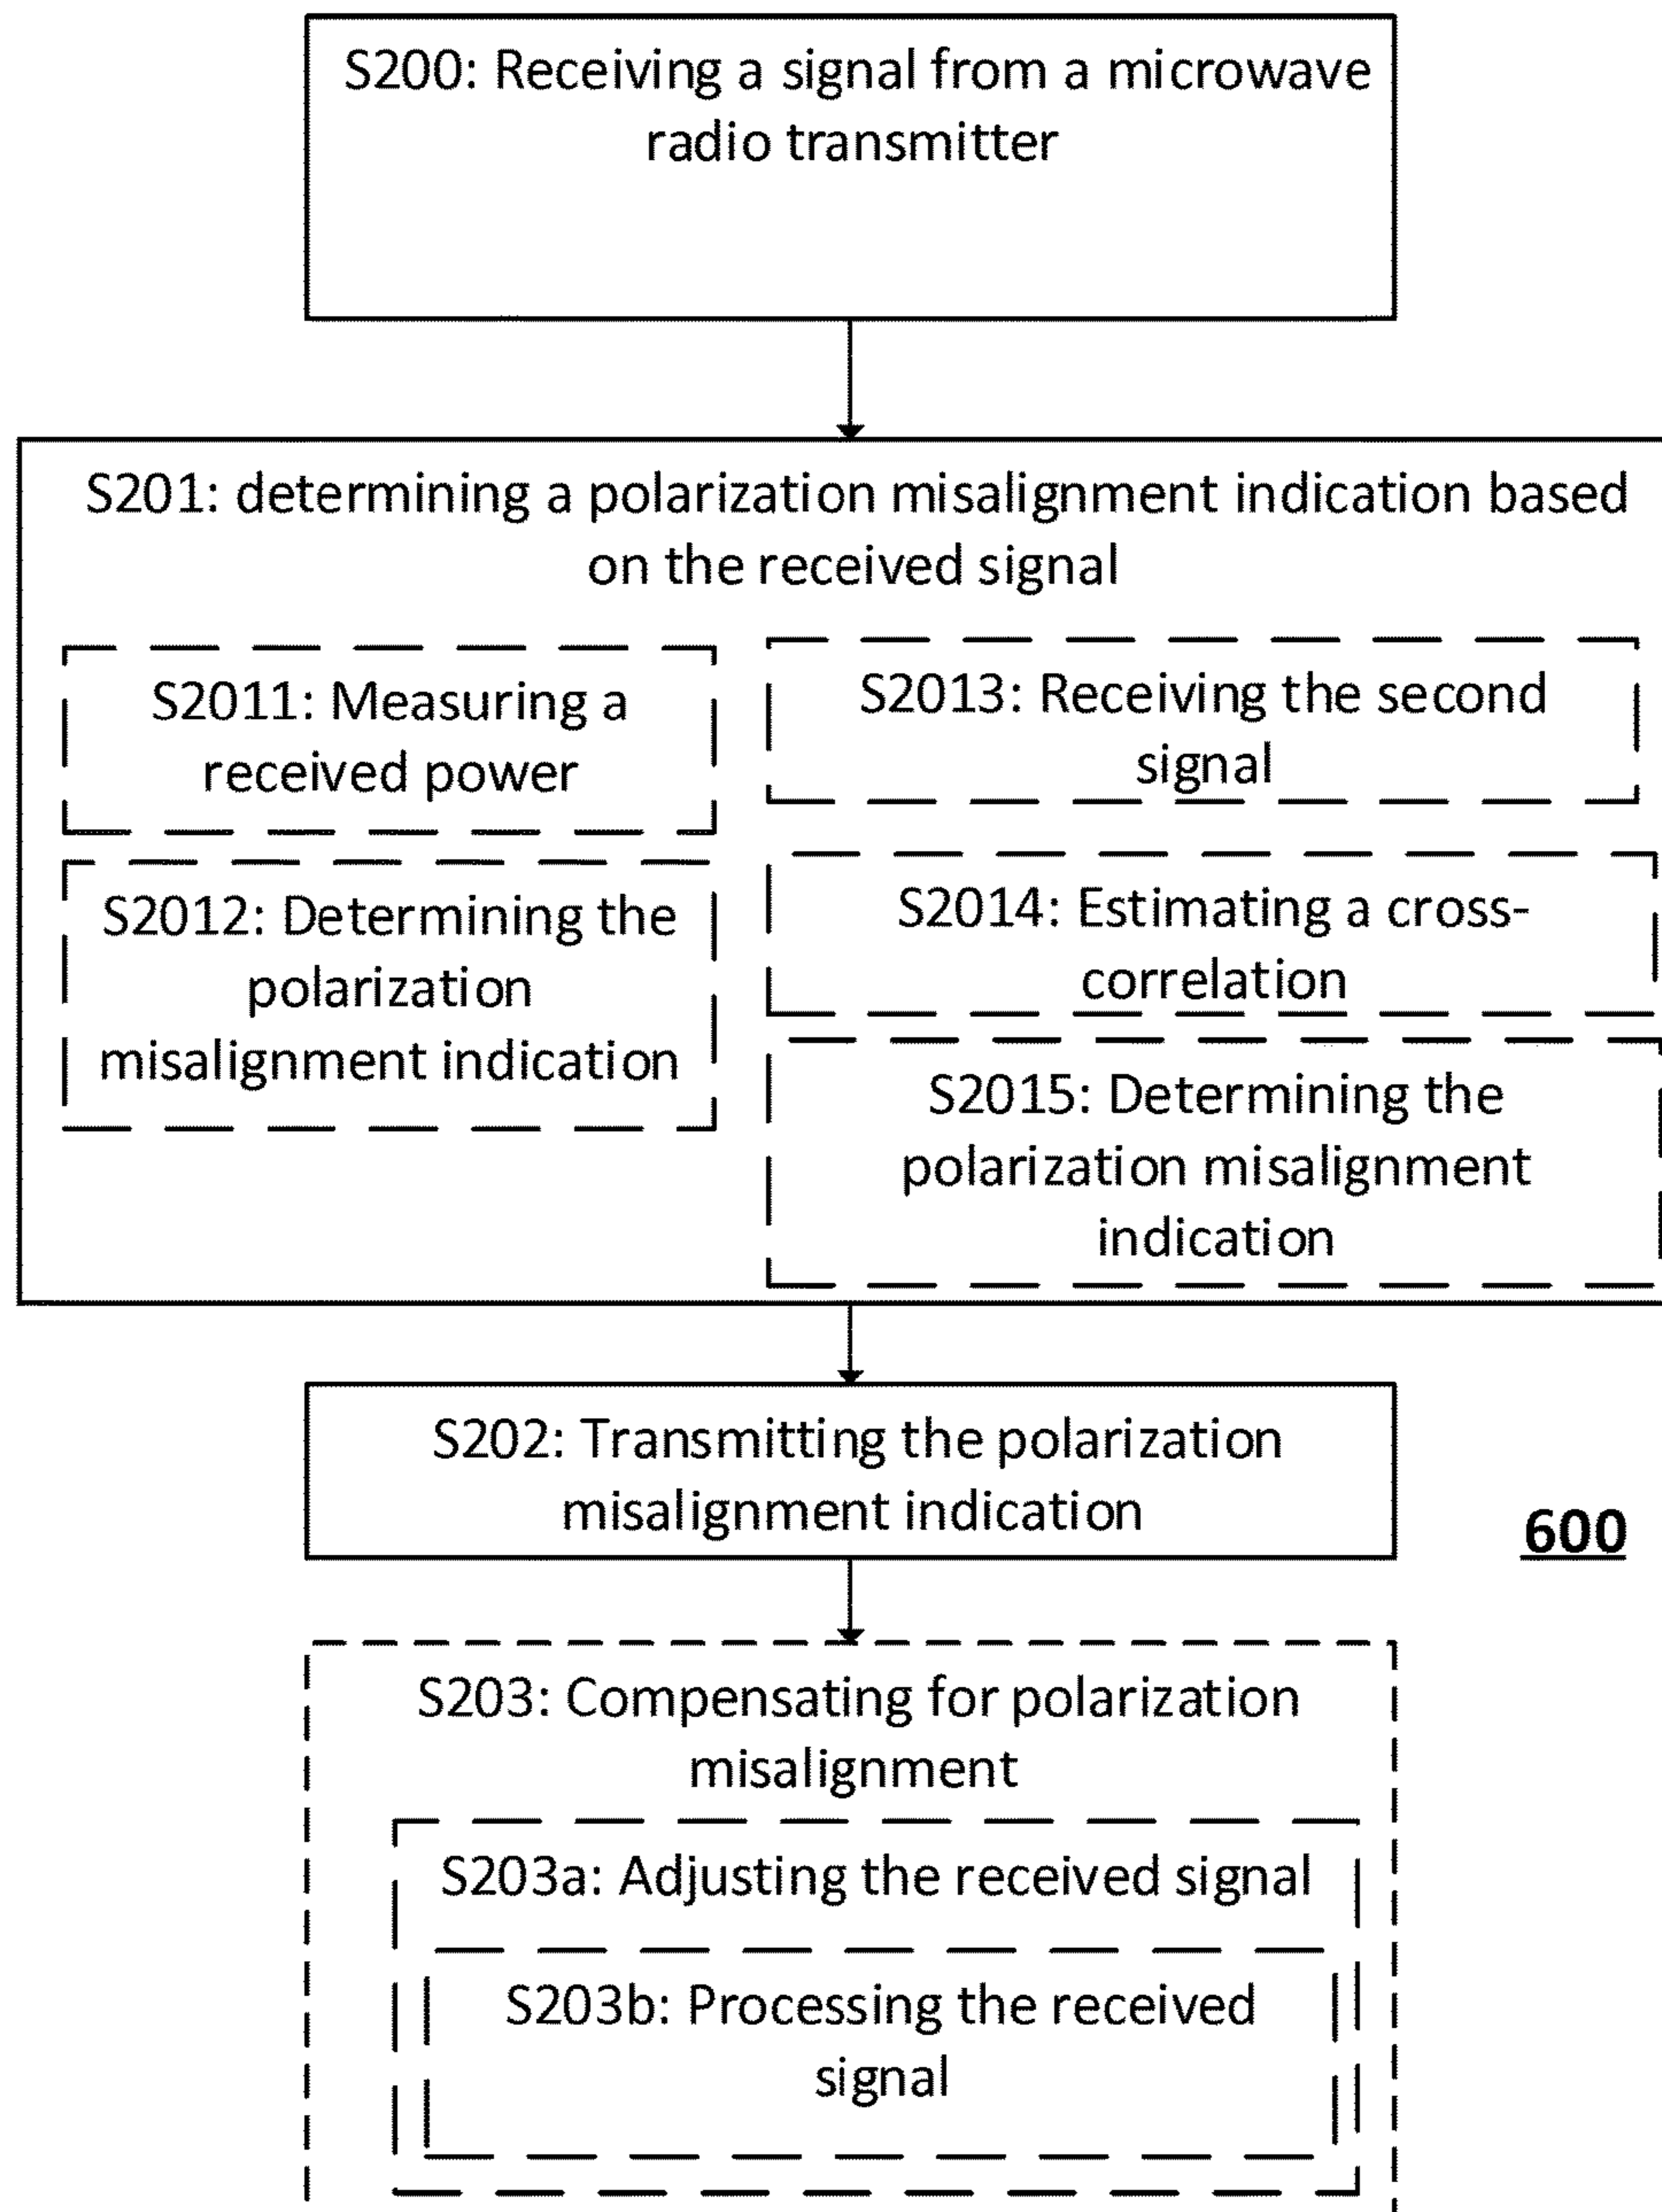 S200: Receiving a signal from a microwave
radio transmitter
S201: determining a polarization misalignment indication based
on the received signal
S2011: Measuring a
received power
S2012: Determining the
polarization
misalignment indication
S2013: Receiving the second
signal
S2014: Estimating a cross-
correlation
S2015: Determining the
polarization misalignment
indication
S202: Transmitting the polarization
misalignment indication
600
S203: Compensating for polarization
misalignment
S203a: Adjusting the received signal
S203b: Processing the received
signal